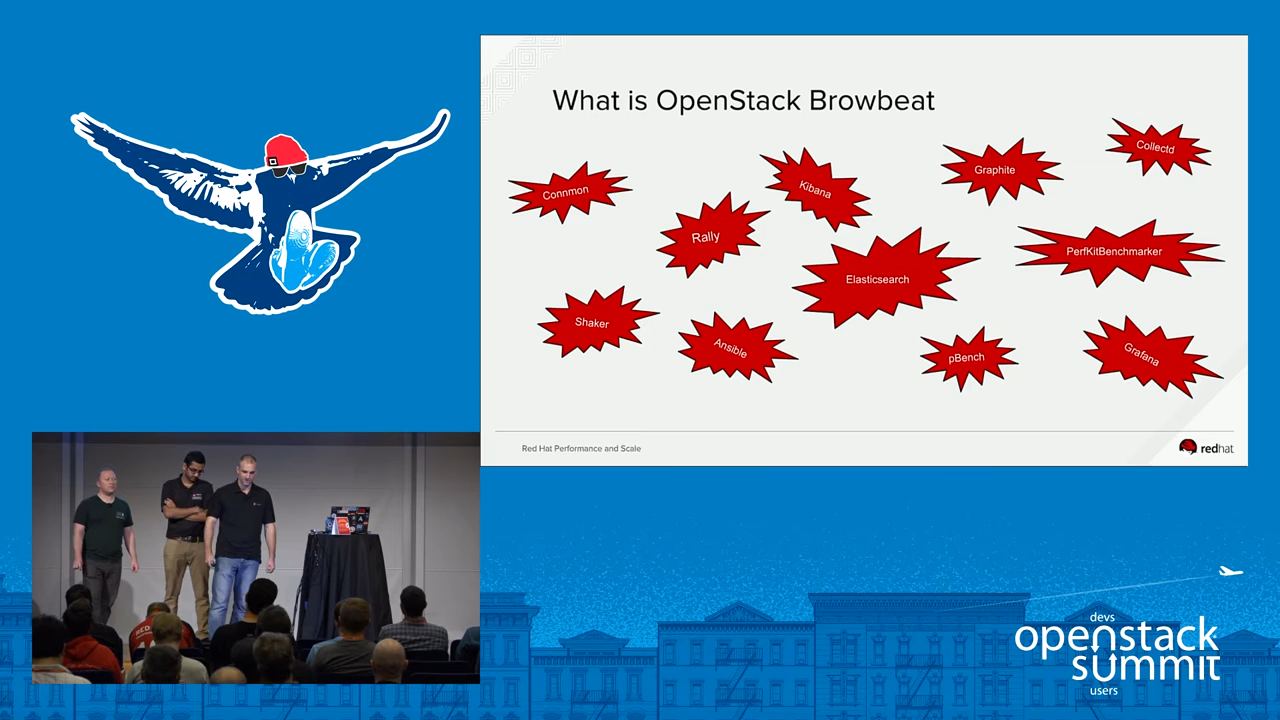 What is OpenStack Browbeat
Collectd
Connmon
Kibana
Graphite
Rally
PerfKitBenchmarker
Elasticsearch
Shaker
Ansible
pBench
Grafana
Red Hat Performance and Scale
redhat
devs
openstack
summit
users